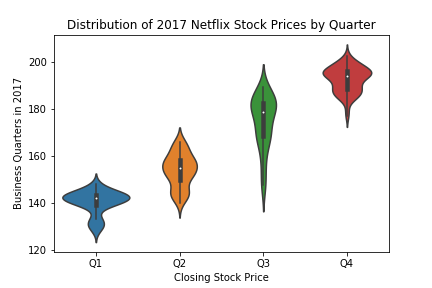 Distribution of 2017 Netflix Stock Prices by Quarter
Business Quarters in 2017
200
180
160
140
120
Q1 Q2 Q3 Q4
Closing Stock Price